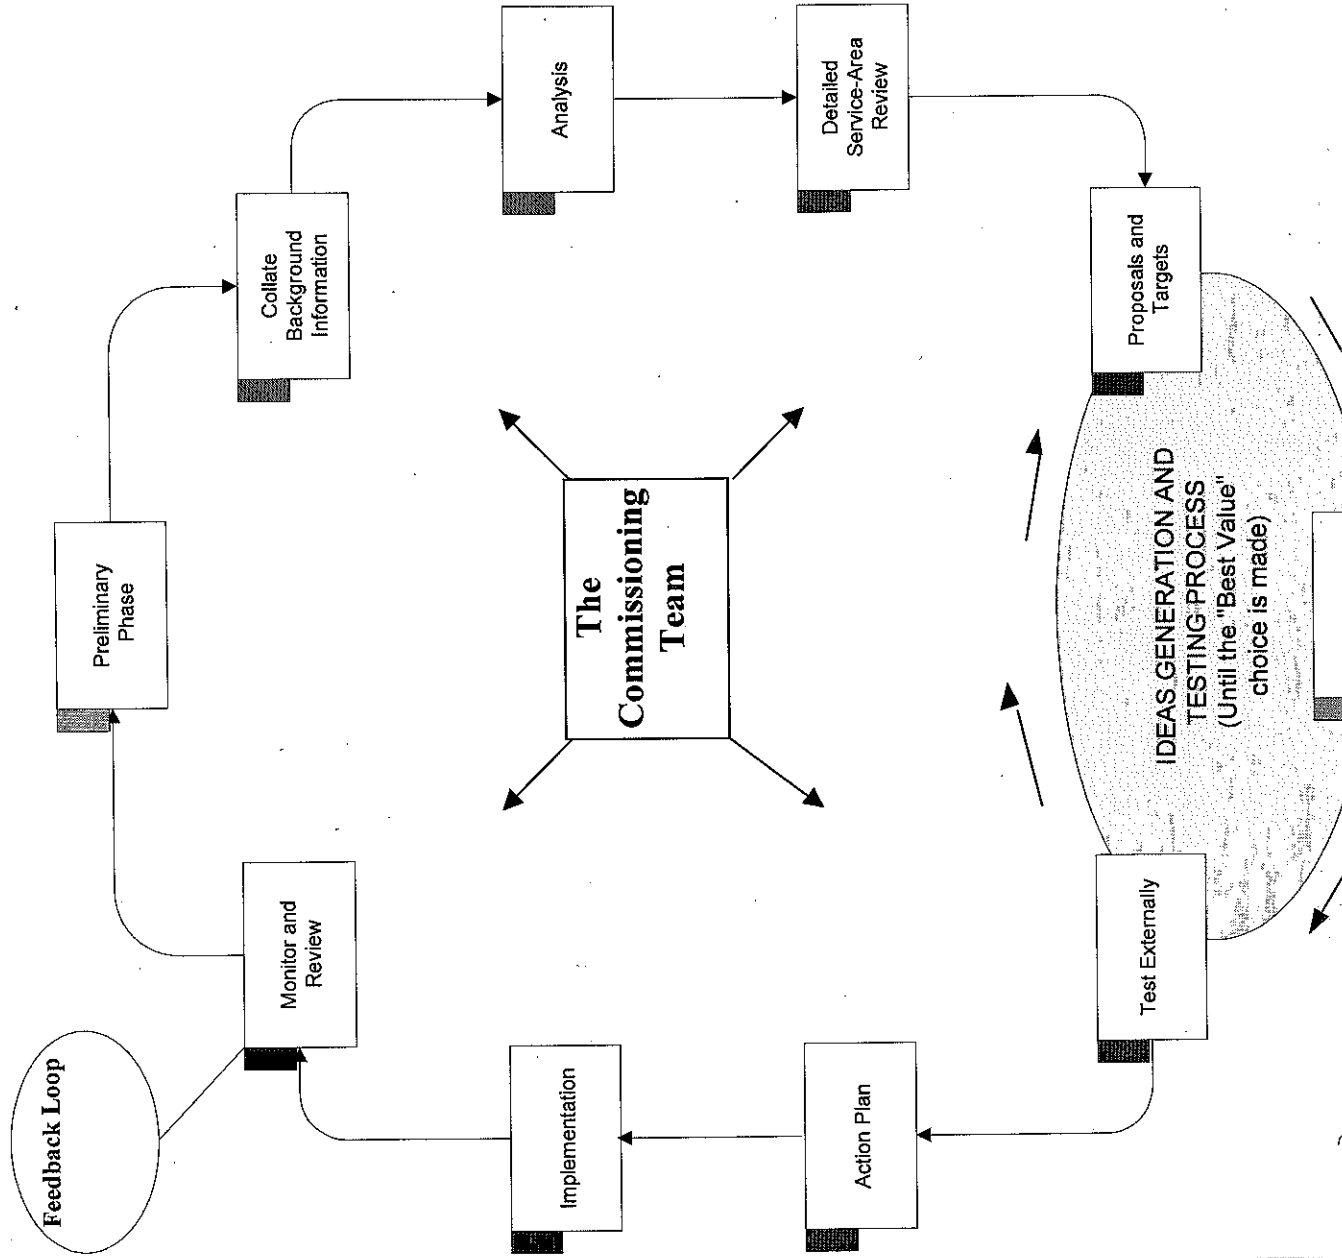 Feedback Loop
Monitor and
Review
Preliminary
Phase
Collate
Background
Information
Analysis
Detailed
Service-Area
Review
Proposals and
Targets
IDEAS GENERATION AND
TESTING PROCESS
(Until the "Best Value"
choice is made)
Test Externally
Action Plan
Implementation
The
Commissioning
Team